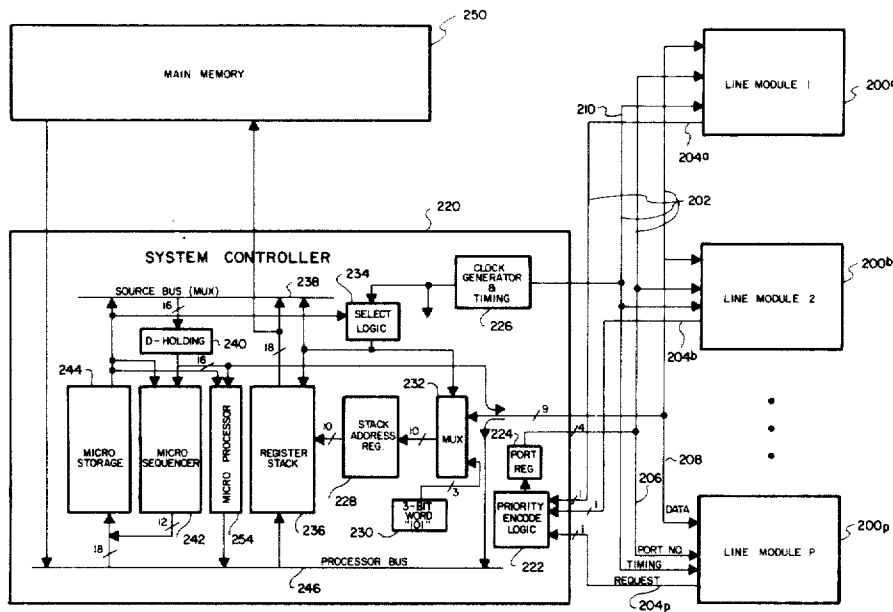 250
MAIN MEMORY
LINE MODULE 1
200'
210
204a
202
220
SYSTEM CONTROLLER
234
CLOCK
GENERATOR
&
TIMING
226
SOURCE BUS (MUX)
238
16
SELECT
LOGIC
D-HOLDING
240
18
LINE MODULE 2
200b
204b
244
16
232
MICRO
STORAGE
MICRO
SEQUENCER
MICRO PROCESSOR
REGISTER
STACK
10
STACK
ADDRESS
REG.
10
MUX
9
224
4
PORT
REG.
228
3
3-BIT
WORD
"101"
230
PRIORITY
ENCODE
LOGIC
1
1
1
222
206
208
DATA
PORT NO.
TIMING
REQUEST
204p
LINE MODULE P
200p
12
242
254
236
18
PROCESSOR BUS
246